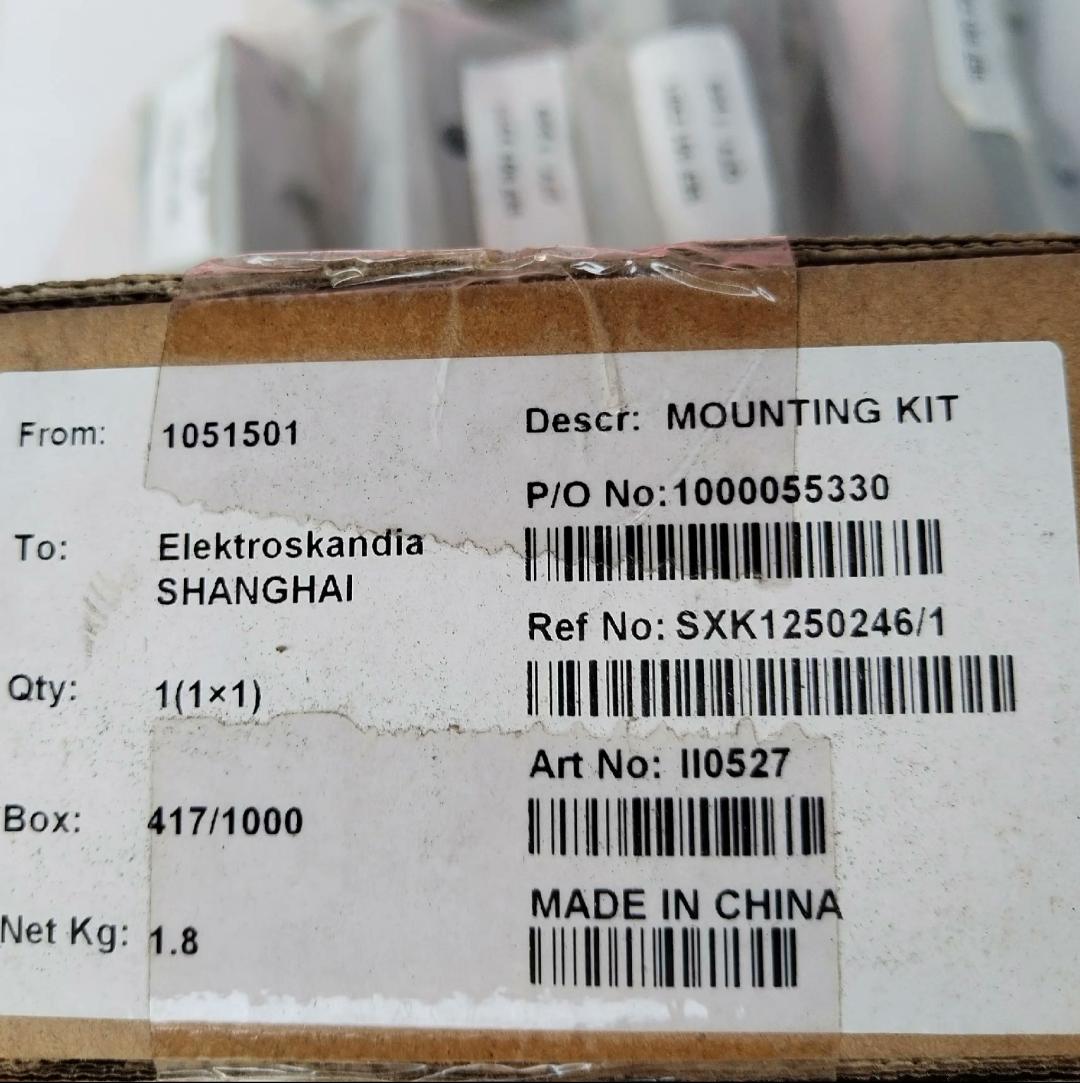 From: 1051501
To: Elektroskandia
SHANGHAI
Qty: 1(1×1)
Box: 417/1000
Net Kg: 1.8
Descr: MOUNTING KIT
P/O No:1000055330
Ref No: SXK1250246/1
Art No: II0527
MADE IN CHINA